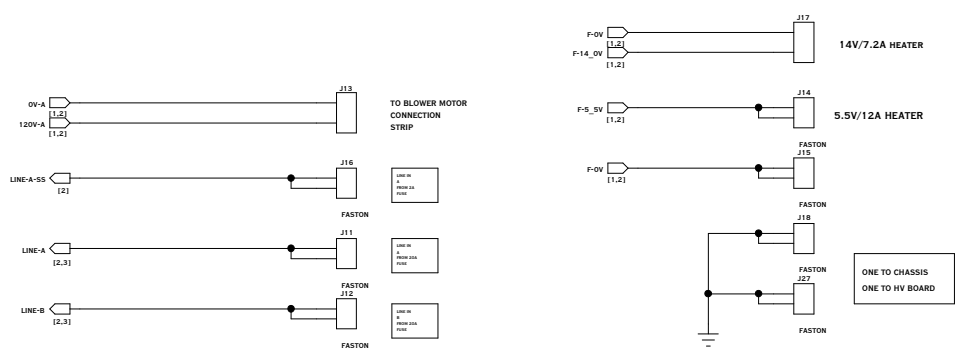 J13
0V-A
[1,2]
120V-A
[1,2]
TO BLOWER MOTOR
CONNECTION
STRIP
J16
LINE-A-SS
[2]
LINE IN
A
FROM 2A
FUSE
FASTON
J11
LINE-A
[2,3]
LINE IN
A
FROM 20A
FUSE
FASTON
J12
LINE-B
[2,3]
LINE IN
B
FROM 20A
FUSE
FASTON
J17
F-0V
[1,2]
F-14_0V
[1,2]
14V/7.2A HEATER
J14
F-5_5V
[1,2]
5.5V/12A HEATER
FASTON
J15
F-0V
[1,2]
FASTON
J18
FASTON
J27
FASTON
ONE TO CHASSIS
ONE TO HV BOARD